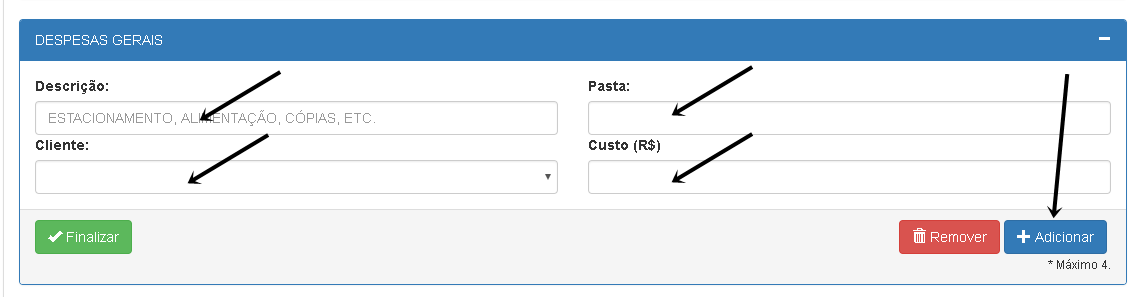 DESPESAS GERAIS
Descrição: Pasta:
ESTACIONAMENTO, ALIMENTAÇÃO, CÓPIAS, ETC.
Cliente: Custo (R$)
Finalizar Remover Adicionar
* Máximo 4.